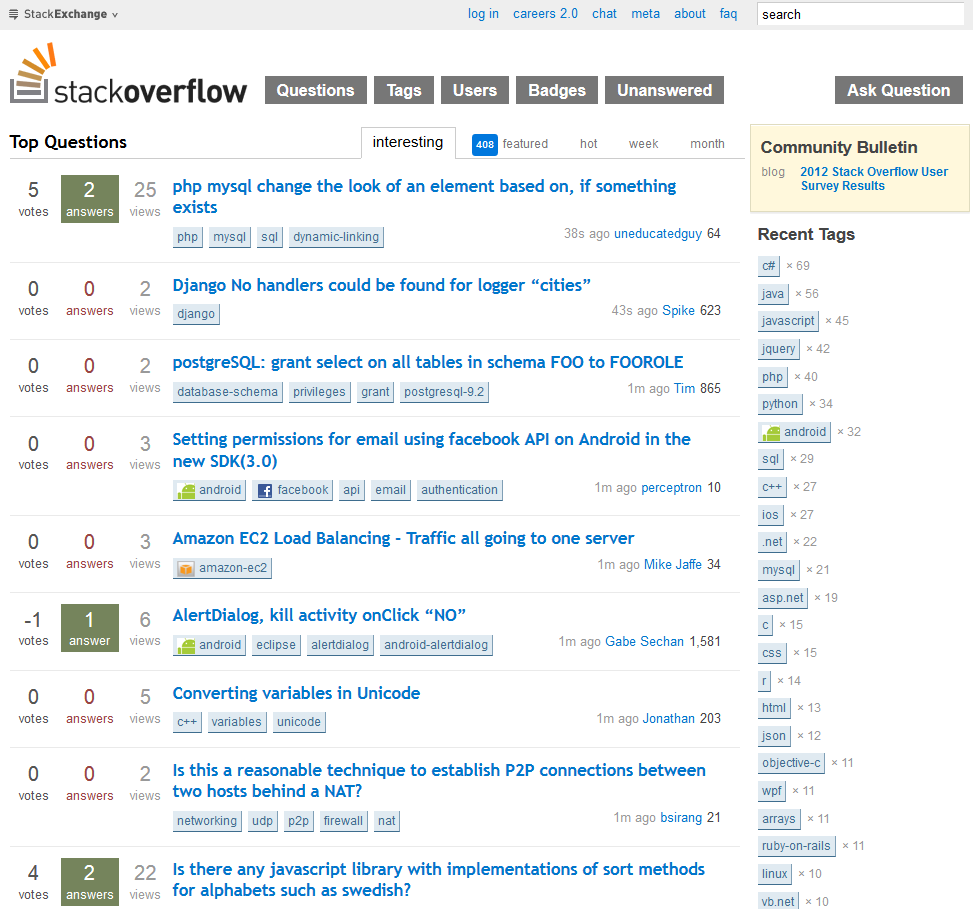 StackExchange
log in careers 2.0 chat meta about faq
search
stackoverflow
Questions Tags Users Badges Unanswered Ask Question
Top Questions
interesting 408 featured hot week month
5 votes 2 answers 25 views
php mysql change the look of an element based on, if something
exists
php mysql sql dynamic-linking
38s ago uneducatedguy 64
0 votes 0 answers 2 views
Django No handlers could be found for logger “cities”
django
43s ago Spike 623
0 votes 0 answers 2 views
postgreSQL: grant select on all tables in schema FOO to FOOROLE
database-schema privileges grant postgresql-9.2
1m ago Tim 865
0 votes 0 answers 3 views
Setting permissions for email using facebook API on Android in the
new SDK(3.0)
android facebook api email authentication
1m ago perceptron 10
0 votes 0 answers 3 views
Amazon EC2 Load Balancing - Traffic all going to one server
amazon-ec2
1m ago Mike Jaffe 34
-1 votes 1 answer 6 views
AlertDialog, kill activity onClick “NO”
android eclipse alertdialog android-alertdialog
1m ago Gabe Sechan 1,581
0 votes 0 answers 5 views
Converting variables in Unicode
c++ variables unicode
1m ago Jonathan 203
0 votes 0 answers 2 views
Is this a reasonable technique to establish P2P connections between
two hosts behind a NAT?
networking udp p2p firewall nat
1m ago bsirang 21
4 votes 2 answers 22 views
Is there any javascript library with implementations of sort methods
for alphabets such as swedish?
Community Bulletin
blog 2012 Stack Overflow User
Survey Results
Recent Tags
c# × 69
java × 56
javascript × 45
jquery × 42
php × 40
python × 34
android × 32
sql × 29
c++ × 27
ios × 27
.net × 22
mysql × 21
asp.net × 19
c × 15
css × 15
r × 14
html × 13
json × 12
objective-c × 11
wpf × 11
arrays × 11
ruby-on-rails × 11
linux × 10
vb.net × 10